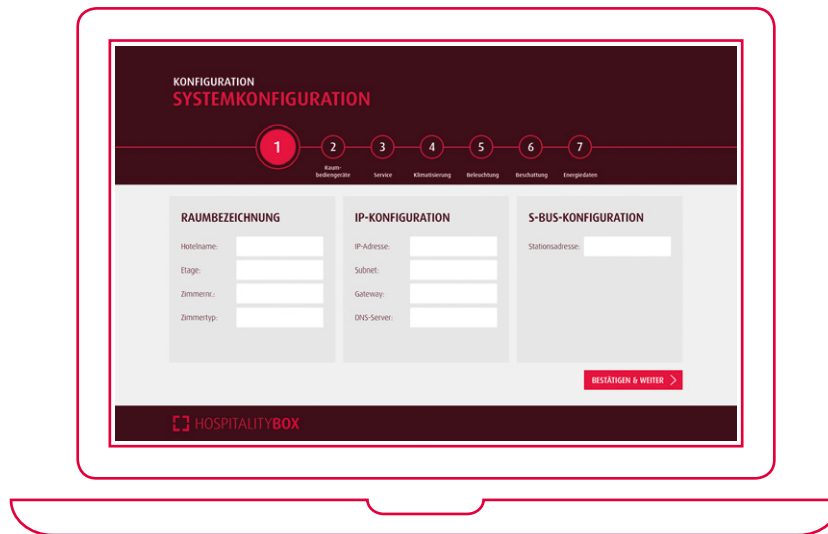 KONFIGURATION
SYSTEMKONFIGURATION
1
2
3
4
5
6
7
Raum-
bediengeräte
Service
Klimatisierung
Beleuchtung
Beschattung
Energiedaten
RAUMBEZEICHNUNG
Hotelname:
Etage:
Zimmernr.:
Zimmertyp:
IP-KONFIGURATION
IP-Adresse:
Subnet:
Gateway:
DNS-Server:
S-BUS-KONFIGURATION
Stationsadresse:
BESTÄTIGEN & WEITER
HOSPITALITYBOX